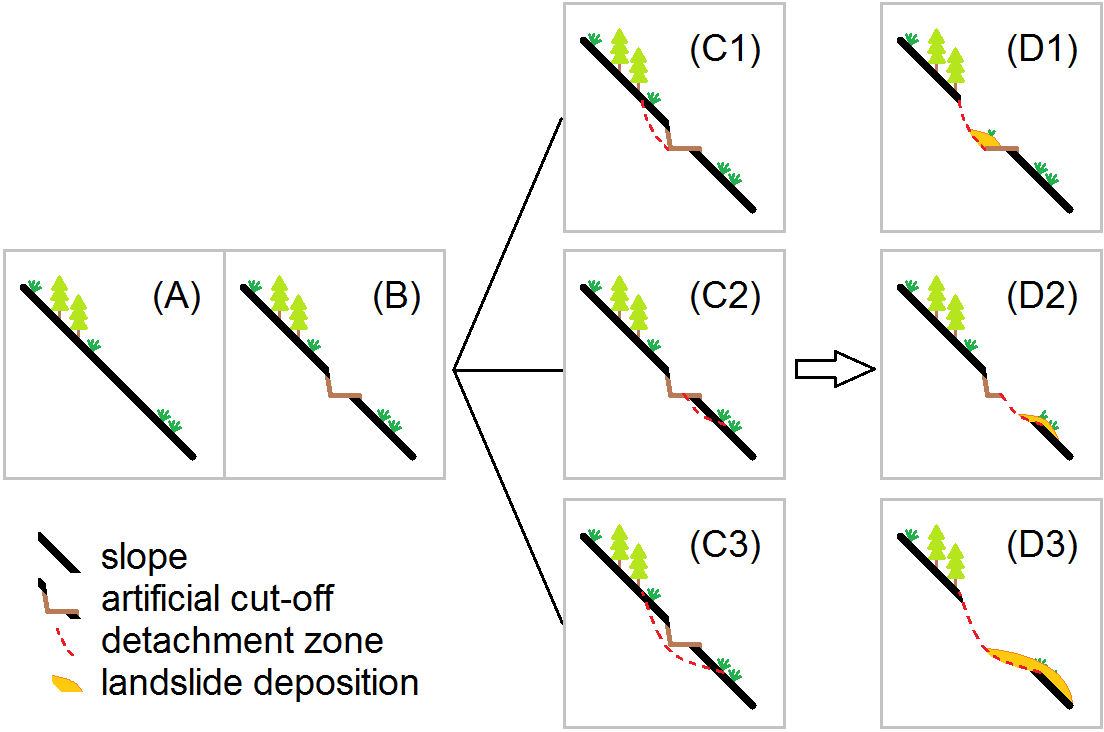 (C1)
(D1)
(A)
(B)
(C2)
(D2)
(C3)
(D3)
slope
artificial cut-off
detachment zone
landslide deposition